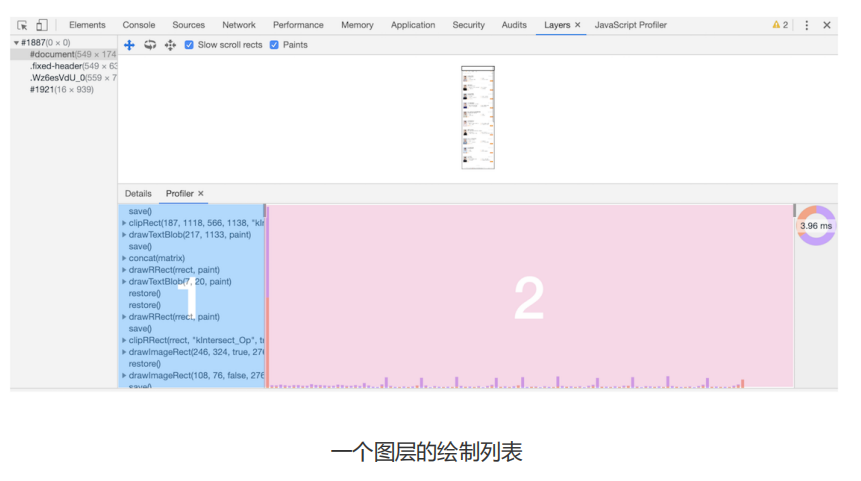 Elements Console Sources Network Performance Memory Application Security Audits Layers × JavaScript Profiler 2
#1887(0 × 0)
#document(549 × 174
.fixed-header(549 × 63
.Wz6esVdU_0(559 × 7
#1921(16 × 939)
Slow scroll rects Paints
Details Profiler ×
save()
clipRect(187, 1118, 566, 1138, "kIn
drawTextBlob(217, 1133, paint)
save()
concat(matrix)
drawRRect(rrect, paint)
drawTextBlob(7, 20, paint)
restore()
restore()
drawRRect(rrect, paint)
save()
clipRRect(rrect, "kIntersect_Op", tr
drawImageRect(246, 324, true, 276
restore()
drawImageRect(108, 76, false, 276
save()
1
2
3.96 ms
一个图层的绘制列表